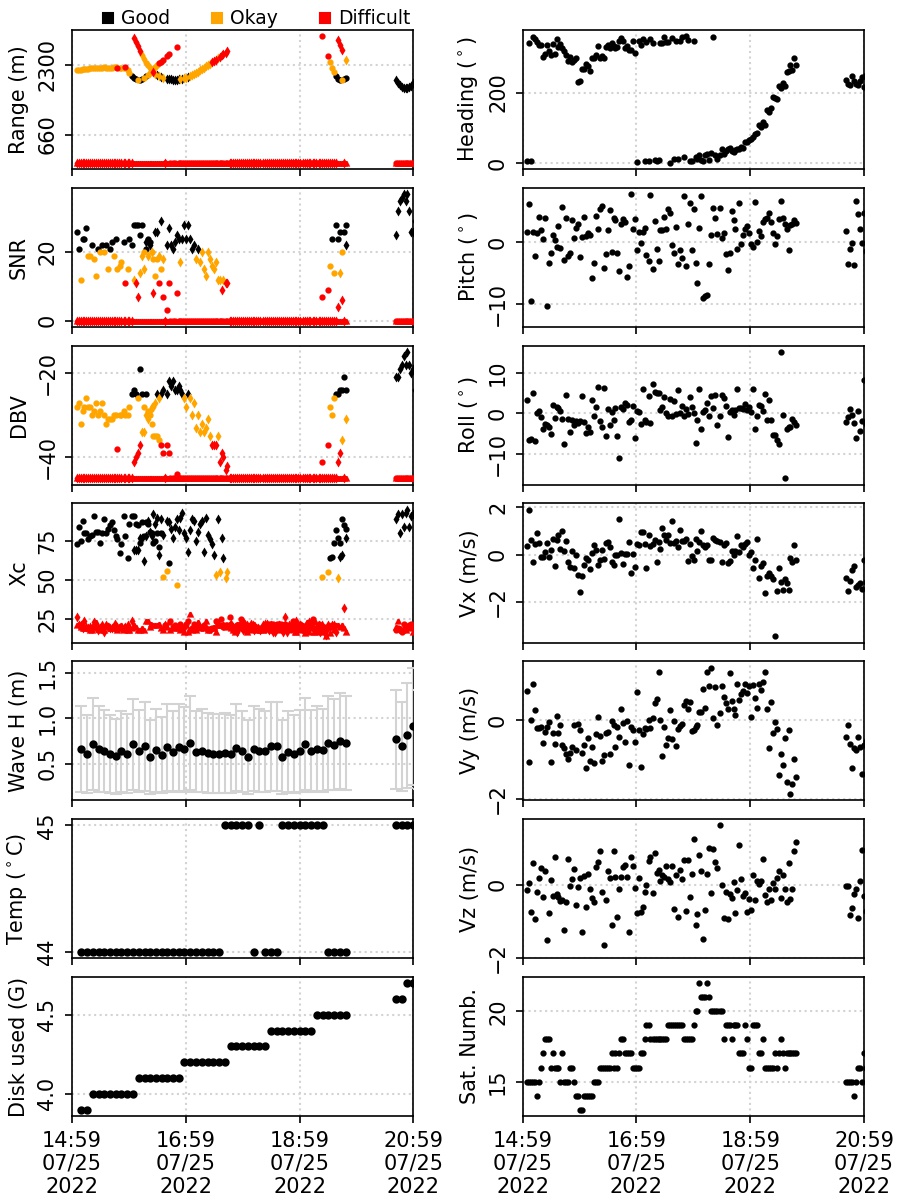 Good Okay Difficult
Range (m)
2300
660
Heading (°)
200
0
SNR
20
0
Pitch (°)
0
−10
DBV
−20
−40
Roll (°)
10
0
−10
Xc
75
50
25
Vx (m/s)
2
0
−2
Wave H (m)
1.5
1.0
0.5
Vy (m/s)
0
−2
Temp (°C)
45
44
Vz (m/s)
0
−2
Disk used (G)
4.5
4.0
Sat. Numb.
20
15
14:59 16:59 18:59 20:59
07/25 07/25 07/25 07/25
2022 2022 2022 2022
14:59 16:59 18:59 20:59
07/25 07/25 07/25 07/25
2022 2022 2022 2022